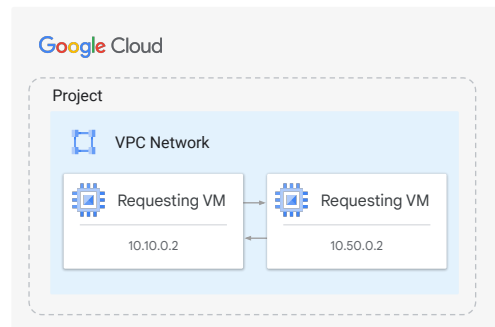 Google Cloud
Project
VPC Network
Requesting VM
10.10.0.2
Requesting VM
10.50.0.2